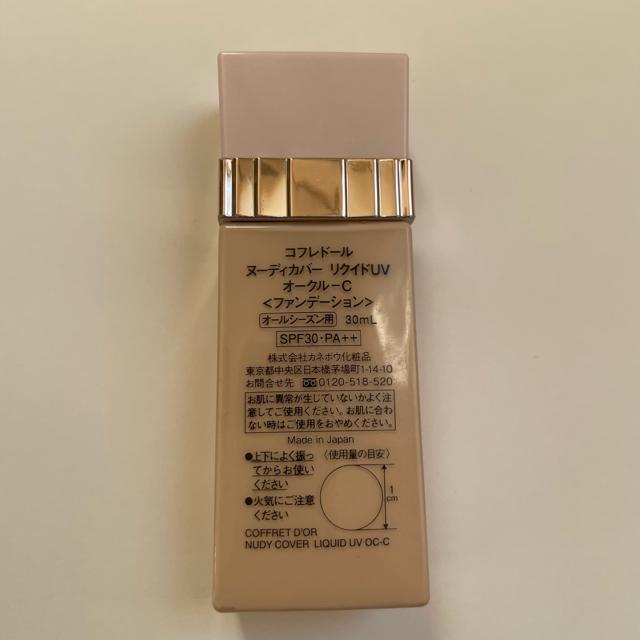 コフレドール
ヌーディカバー リクイドUV
オークル-C
<ファンデーション>
オールシーズン用 30mL
SPF30・PA++
株式会社カネボウ化粧品
東京都中央区日本橋茅場町1-14-10
お問合せ先 0120-518-520
お肌に異常が生じていないかよく注
意してご使用ください。お肌に合わ
ない時はご使用をおやめください。
Made in Japan
●上下によく振っ
てからお使い
ください
●火気にご注意
ください
〈使用量の目安〉
1
cm
COFFRET D'OR
NUDY COVER LIQUID UV OC-C